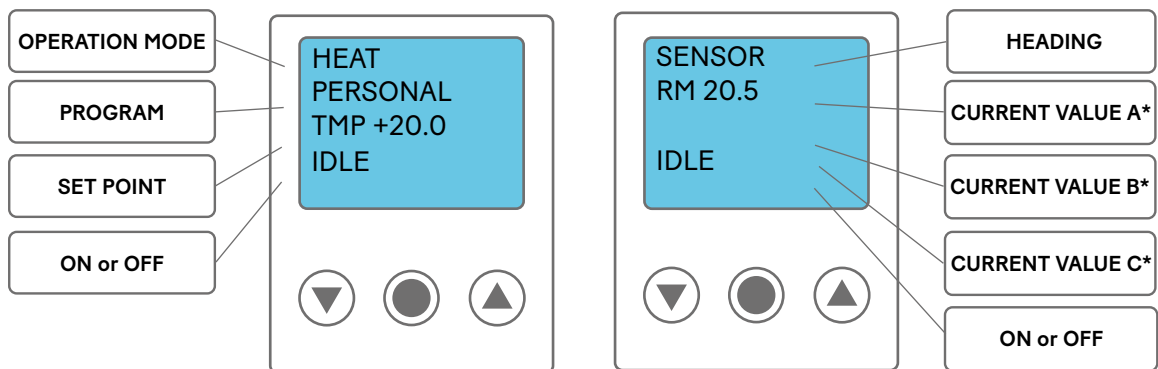 OPERATION MODE
PROGRAM
SET POINT
ON or OFF
HEAT
PERSONAL
TMP +20.0
IDLE
SENSOR
RM 20.5
IDLE
HEADING
CURRENT VALUE A*
CURRENT VALUE B*
CURRENT VALUE C*
ON or OFF